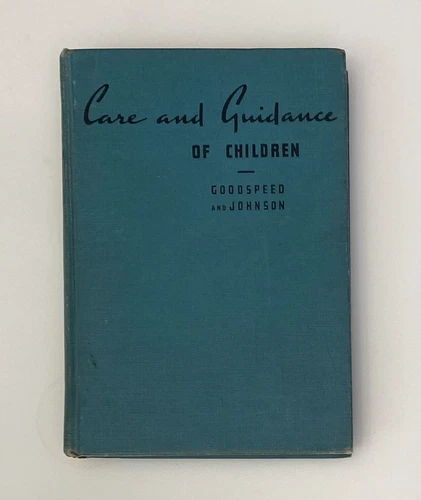 Care and Guidance
OF CHILDREN
GOODSPEED
AND JOHNSON